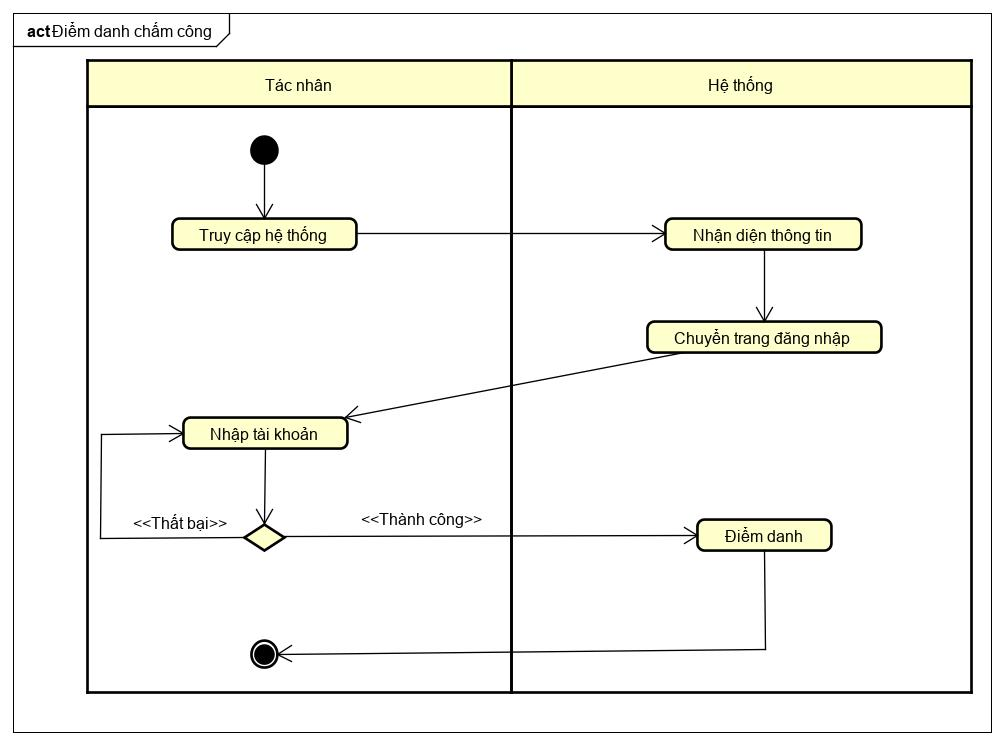 act Điểm danh chấm công
Tác nhân
Hệ thống
Truy cập hệ thống
Nhận diện thông tin
Chuyển trang đăng nhập
Nhập tài khoản
<<Thất bại>>
<<Thành công>>
Điểm danh